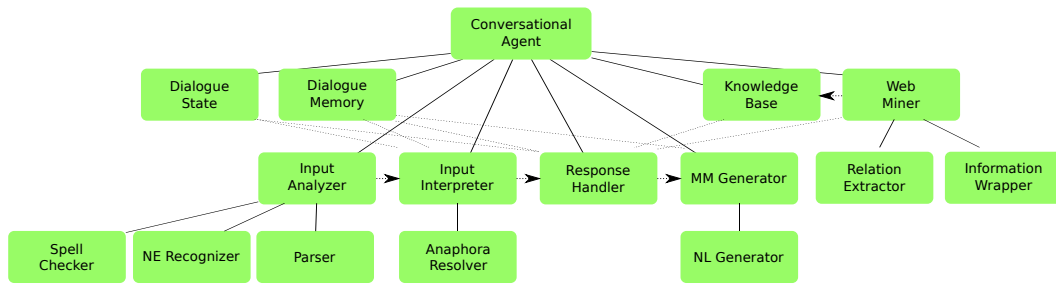 Conversational
Agent
Dialogue
State
Dialogue
Memory
Knowledge
Base
Web
Miner
Input
Analyzer
Input
Interpreter
Response
Handler
MM Generator
Relation
Extractor
Information
Wrapper
Spell
Checker
NE Recognizer
Parser
Anaphora
Resolver
NL Generator